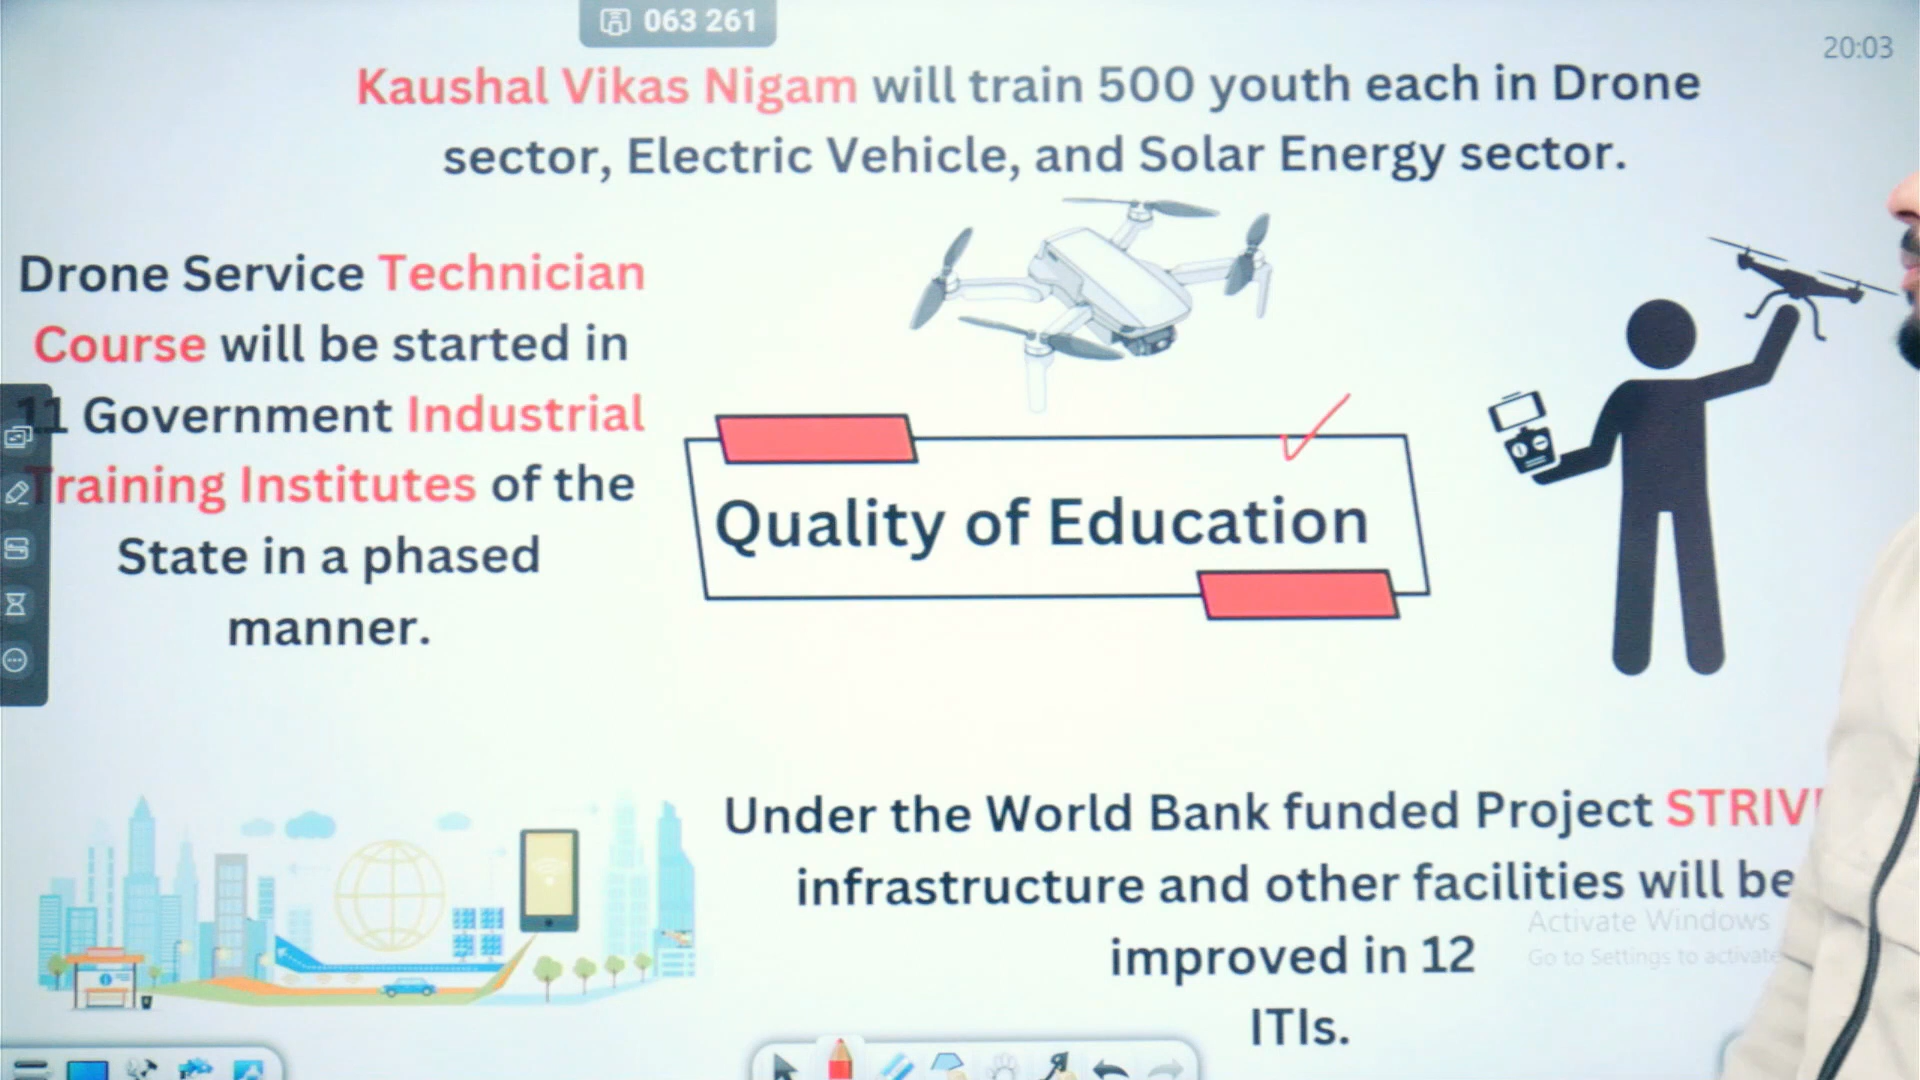 063 261
20:03
Kaushal Vikas Nigam will train 500 youth each in Drone
sector, Electric Vehicle, and Solar Energy sector.
Drone Service Technician
Course will be started in
11 Government Industrial
Training Institutes of the
State in a phased
manner.
Quality of Education
Under the World Bank funded Project
infrastructure and other facilities will be
improved in 12
ITIs.
Activate Windows
Go to Settings to activate